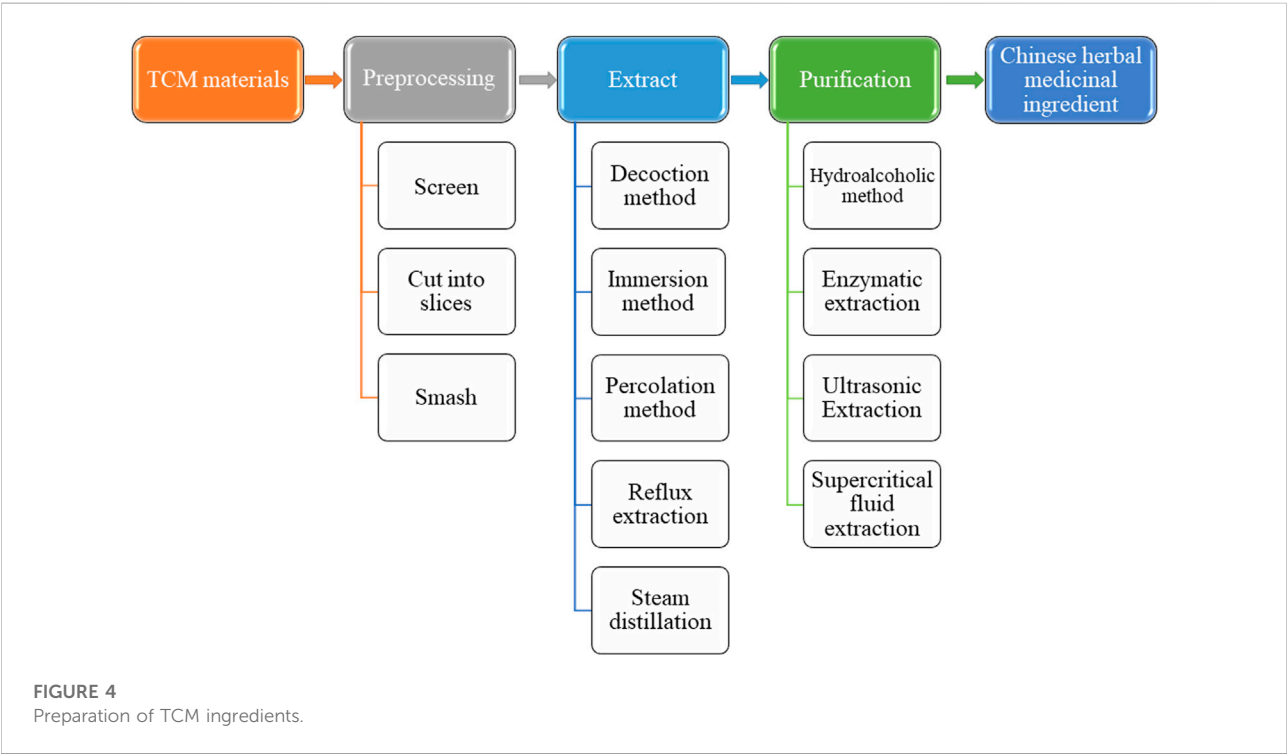 TCM materials
Preprocessing
Extract
Purification
Chinese herbal
medicinal
ingredient
Screen
Cut into
slices
Smash
Decoction
method
Immersion
method
Percolation
method
Reflux
extraction
Steam
distillation
Hydroalcoholic
method
Enzymatic
extraction
Ultrasonic
Extraction
Supercritical
fluid
extraction
FIGURE 4
Preparation of TCM ingredients.